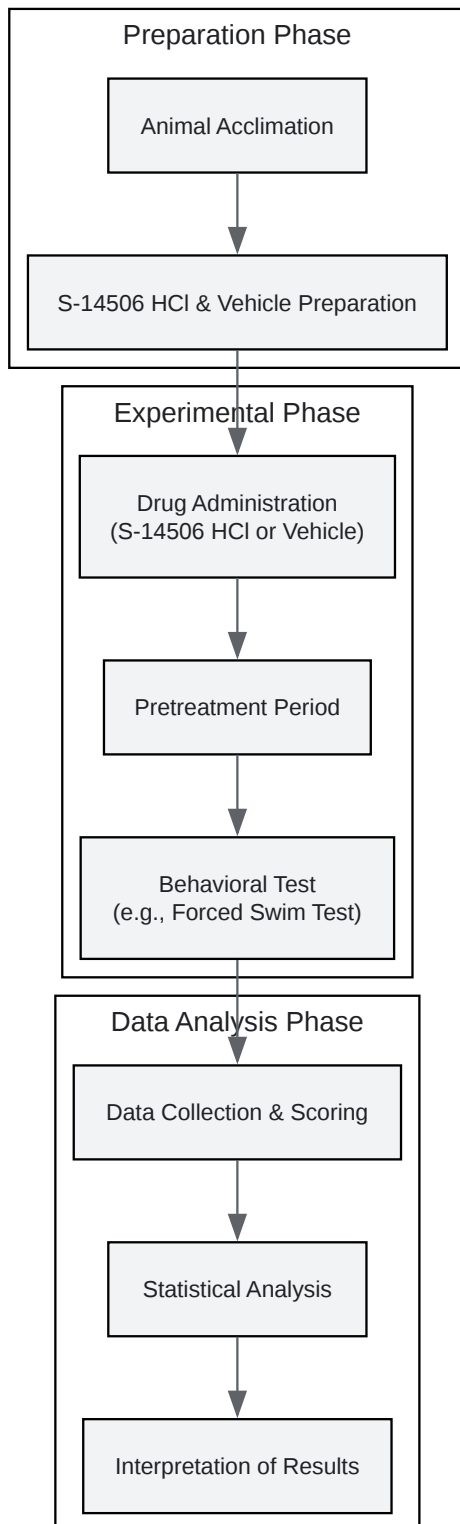 Preparation Phase
Animal Acclimation
S-14506 HCl & Vehicle Preparation
Experimental Phase
Drug Administration
(S-14506 HCl or Vehicle)
Pretreatment Period
Behavioral Test
(e.g., Forced Swim Test)
Data Analysis Phase
Data Collection & Scoring
Statistical Analysis
Interpretation of Results